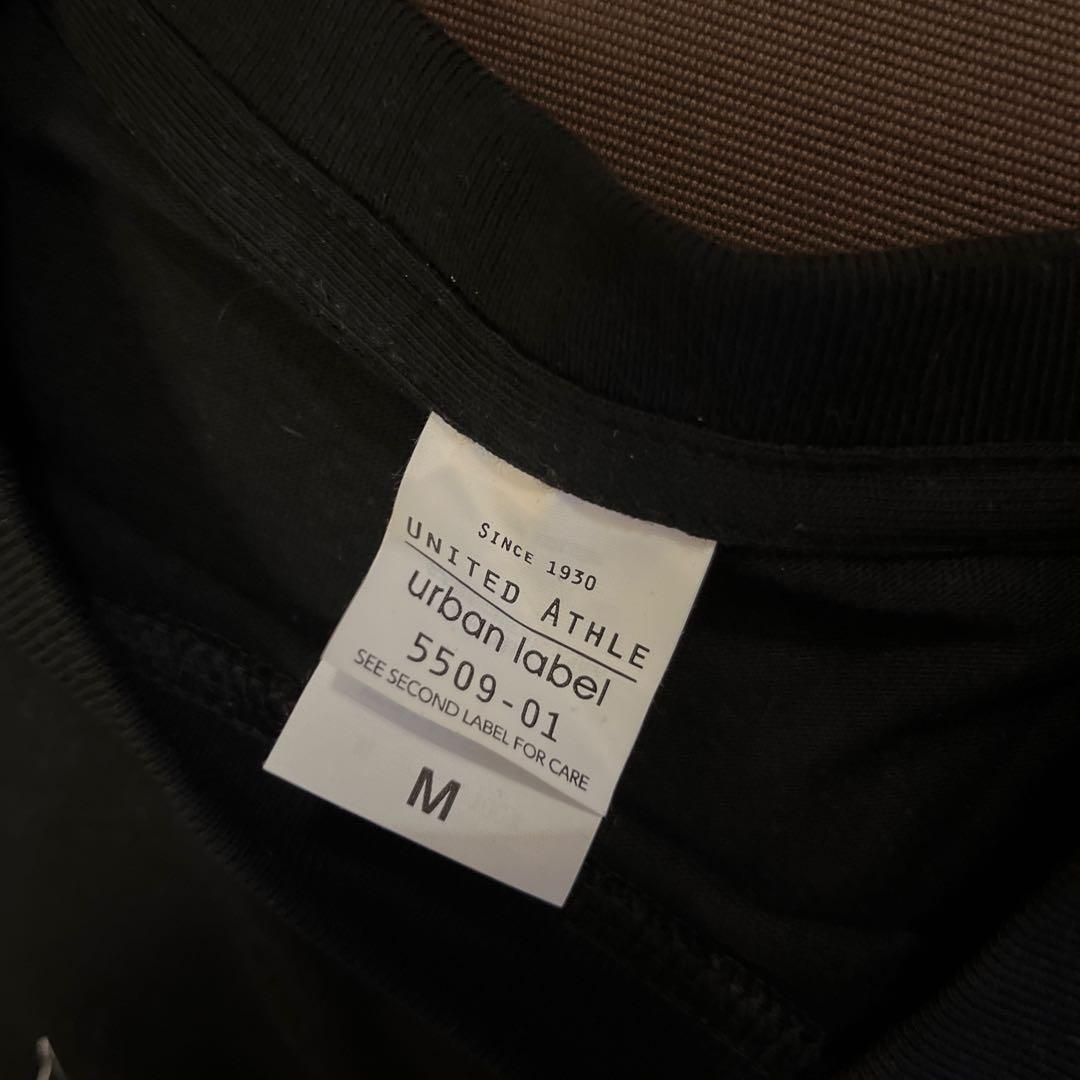 SINCE 1930
UNITED ATHLE
urban label
5509-01
SEE SECOND LABEL FOR CARE
M